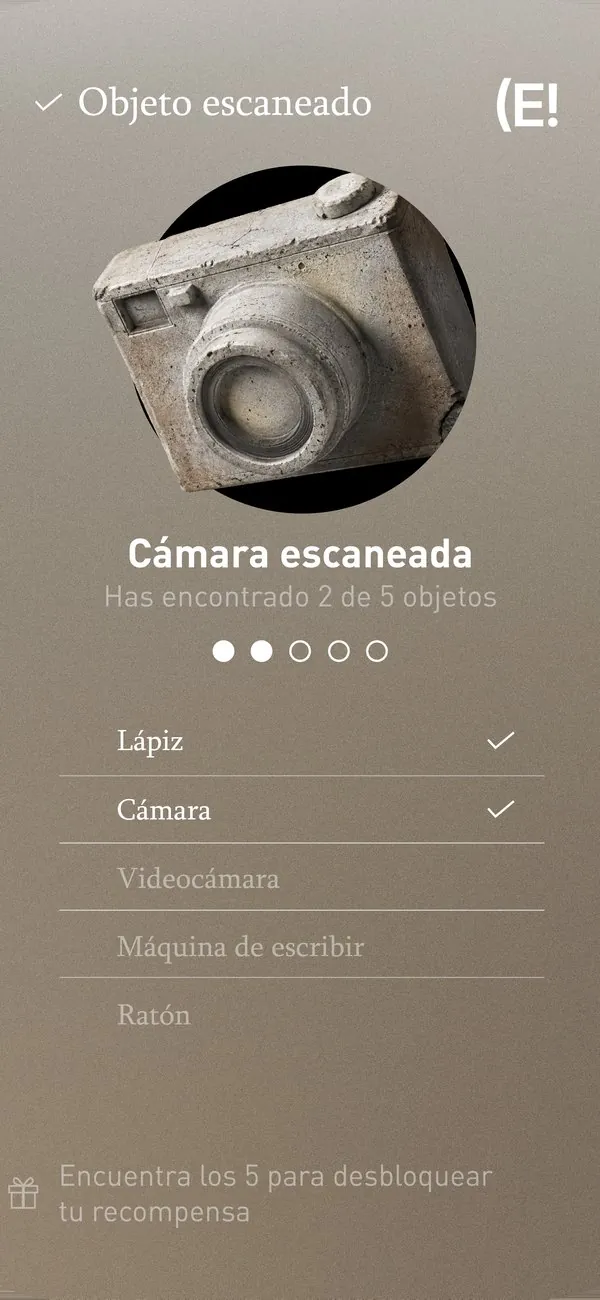 Objeto escaneado
(E!
Cámara escaneada
Has encontrado 2 de 5 objetos
Lápiz
Cámara
Videocámara
Máquina de escribir
Ratón
Encuentra los 5 para desbloquear
tu recompensa